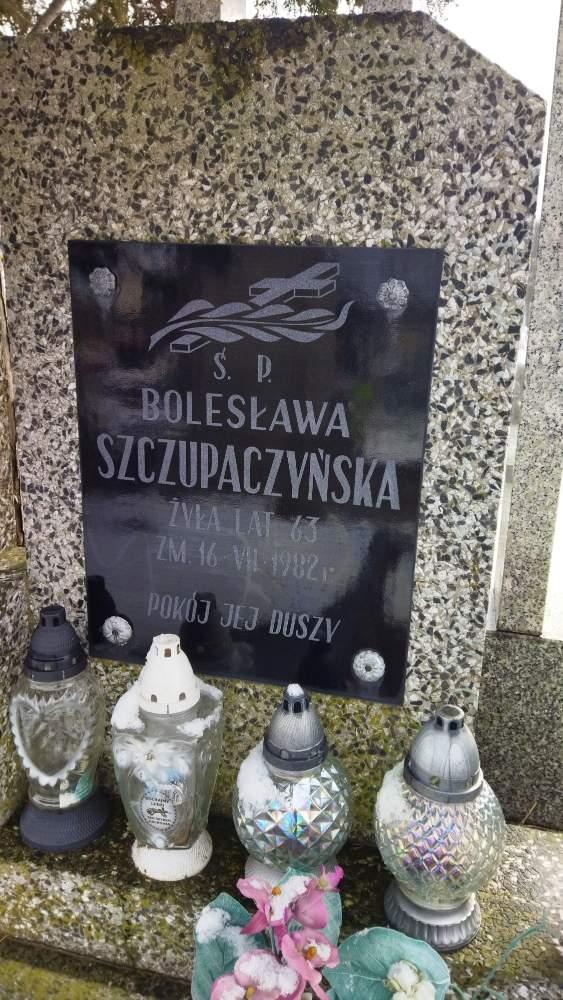 Ś. P.
BOLESŁAWA
SZCZUPACZYŃSKA
ŻYŁA LAT 63
ZM. 16-VII-1982 r.
POKÓJ JEJ DUSZY